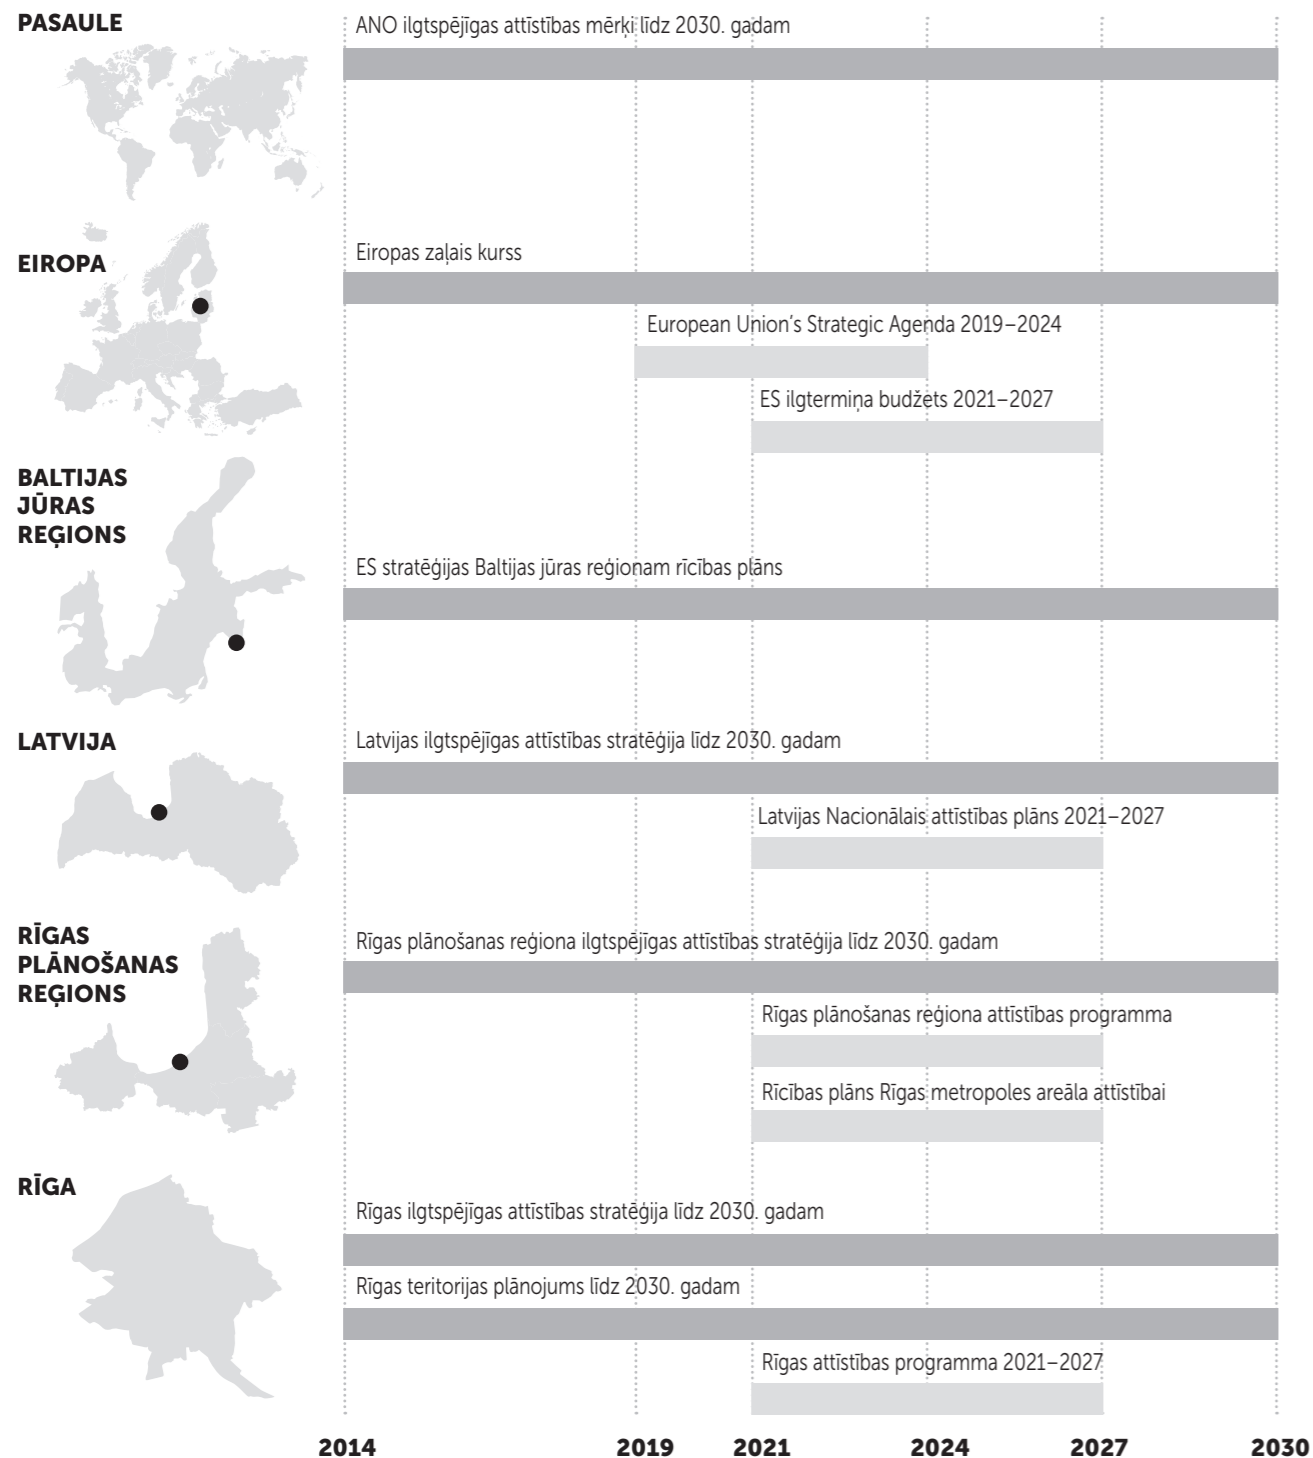 PASAULE
ANO ilgtspējīgas attīstības mērķi līdz 2030. gadam
EIROPA
Eiropas zaļais kurss
European Union's Strategic Agenda 2019–2024
ES ilgtermiņa budžets 2021–2027
BALTIJAS
JŪRAS
REĢIONS
ES stratēģijas Baltijas jūras reģionam rīcības plāns
LATVIJA
Latvijas ilgtspējīgas attīstības stratēģija līdz 2030. gadam
Latvijas Nacionālais attīstības plāns 2021–2027
RĪGAS
PLĀNOŠANAS
REĢIONS
Rīgas plānošanas reģiona ilgtspējīgas attīstības stratēģija līdz 2030. gadam
Rīgas plānošanas reģiona attīstības programma
Rīcības plāns Rīgas metropoles areāla attīstībai
RĪGA
Rīgas ilgtspējīgas attīstības stratēģija līdz 2030. gadam
Rīgas teritorijas plānojums līdz 2030. gadam
Rīgas attīstības programma 2021–2027
2014 2019 2021 2024 2027 2030